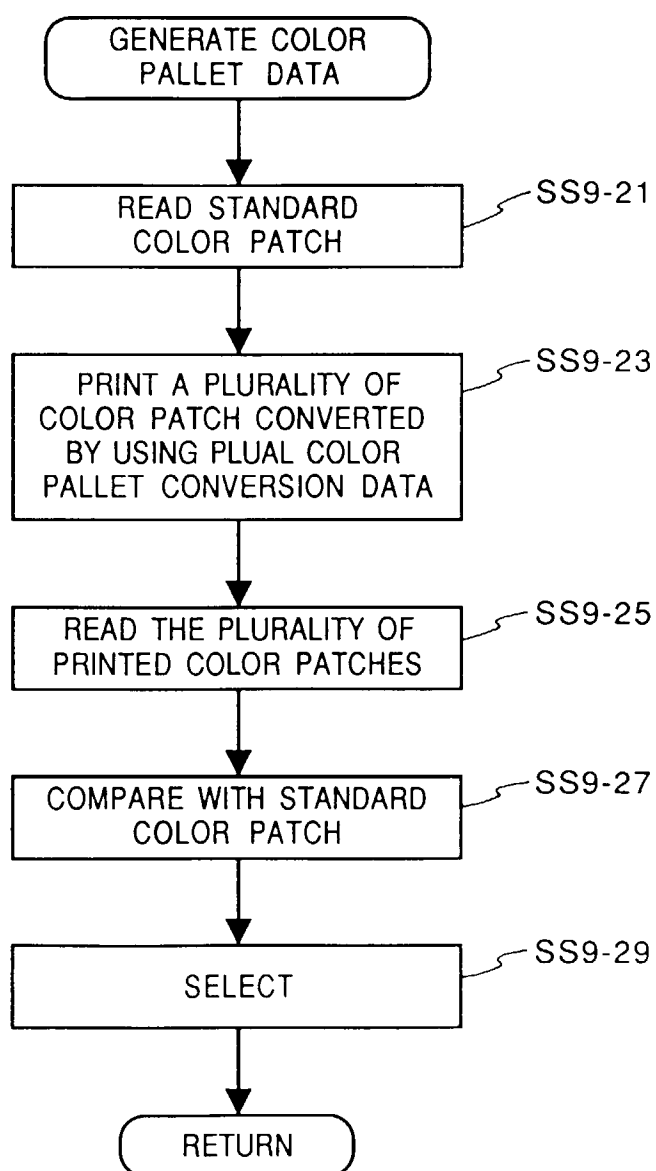 GENERATE COLOR
PALLET DATA
READ STANDARD
COLOR PATCH
SS9-21
PRINT A PLURALITY OF
COLOR PATCH CONVERTED
BY USING PLUAL COLOR
PALLET CONVERSION DATA
SS9-23
READ THE PLURALITY OF
PRINTED COLOR PATCHES
SS9-25
COMPARE WITH STANDARD
COLOR PATCH
SS9-27
SELECT
SS9-29
RETURN